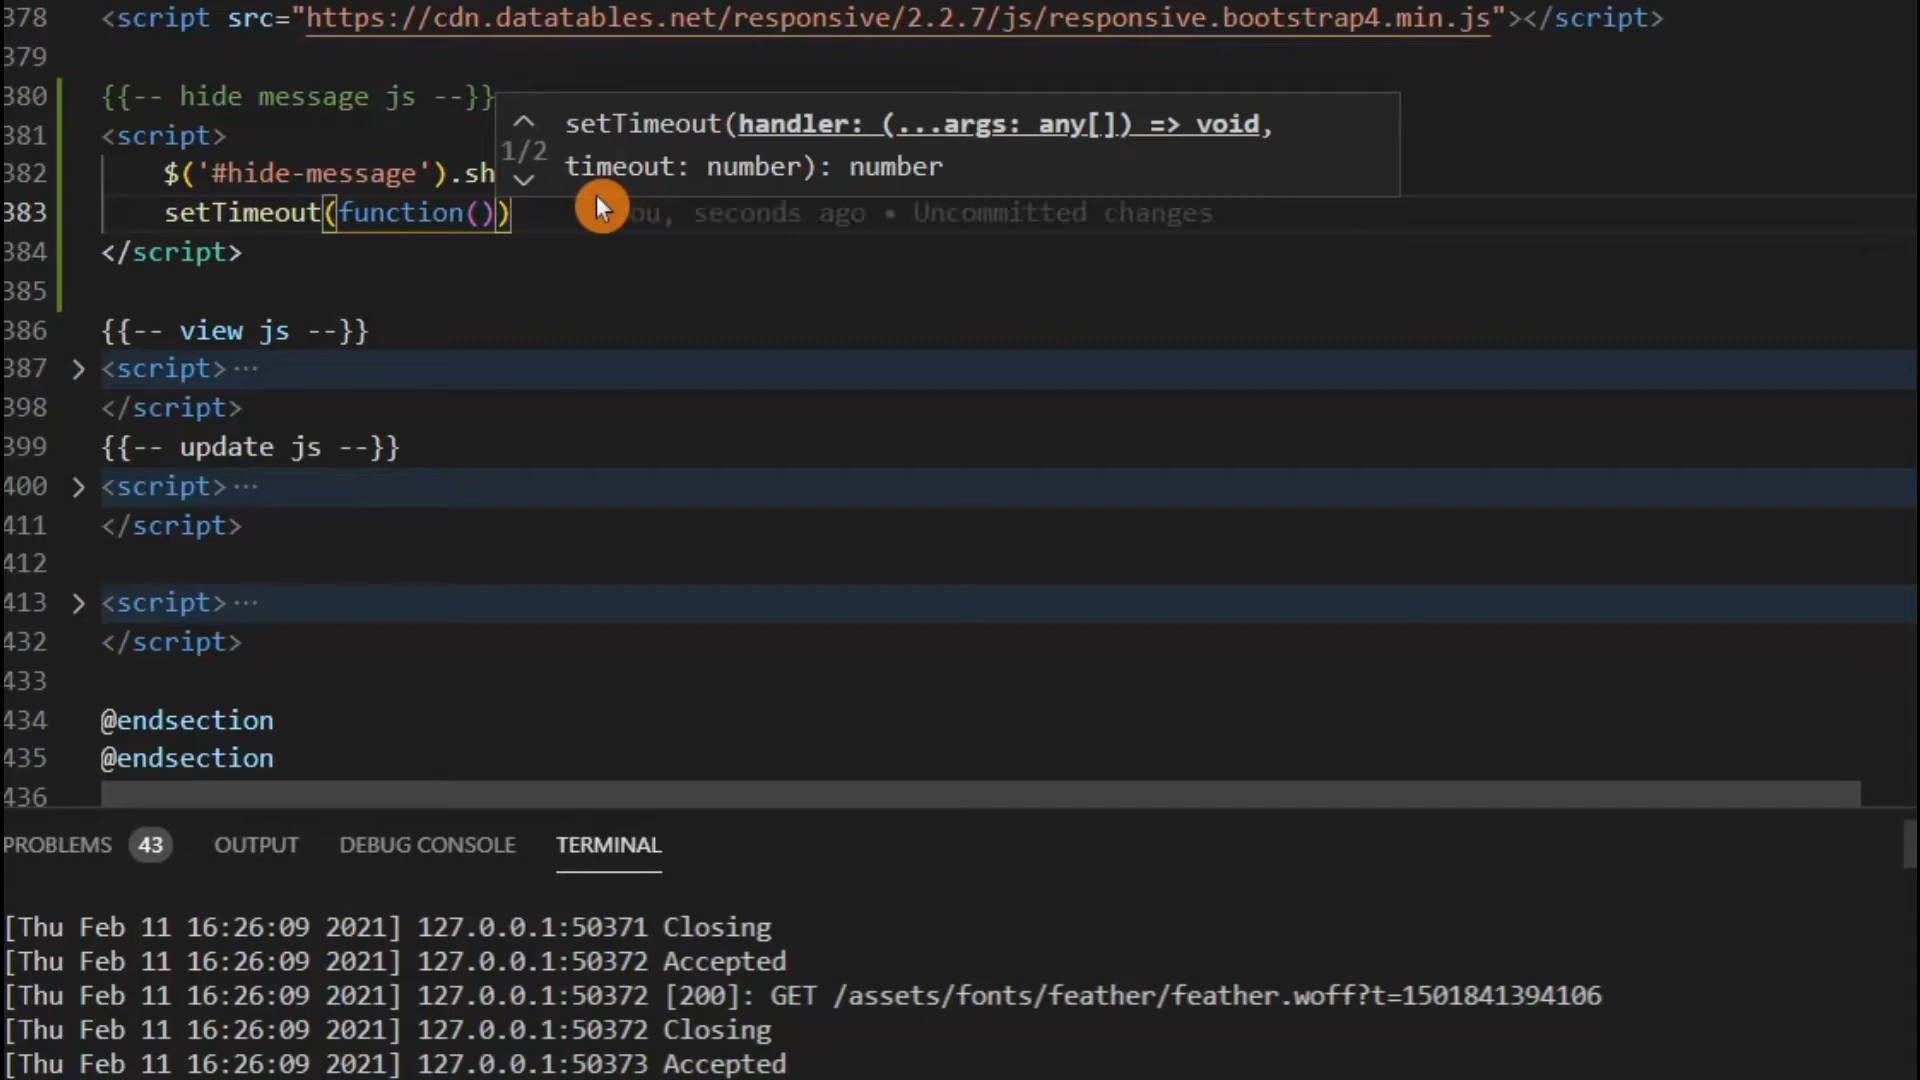 378 <script src="https://cdn.datatables.net/responsive/2.2.7/js/responsive.bootstrap4.min.js"></script>
379
380 {{-- hide message js --}}
setTimeout(handler: (...args: any[]) => void,
1/2
timeout: number): number
381 <script>
382 $('#hide-message').sh
383 setTimeout(function()) ou, seconds ago • Uncommitted changes
384 </script>
385
386 {{-- view js --}}
387 <script>···
398 </script>
399 {{-- update js --}}
400 <script>···
411 </script>
412
413 <script>···
432 </script>
433
434 @endsection
435 @endsection
436
PROBLEMS 43 OUTPUT DEBUG CONSOLE TERMINAL
[Thu Feb 11 16:26:09 2021] 127.0.0.1:50371 Closing
[Thu Feb 11 16:26:09 2021] 127.0.0.1:50372 Accepted
[Thu Feb 11 16:26:09 2021] 127.0.0.1:50372 [200]: GET /assets/fonts/feather/feather.woff?t=1501841394106
[Thu Feb 11 16:26:09 2021] 127.0.0.1:50372 Closing
[Thu Feb 11 16:26:09 2021] 127.0.0.1:50373 Accepted